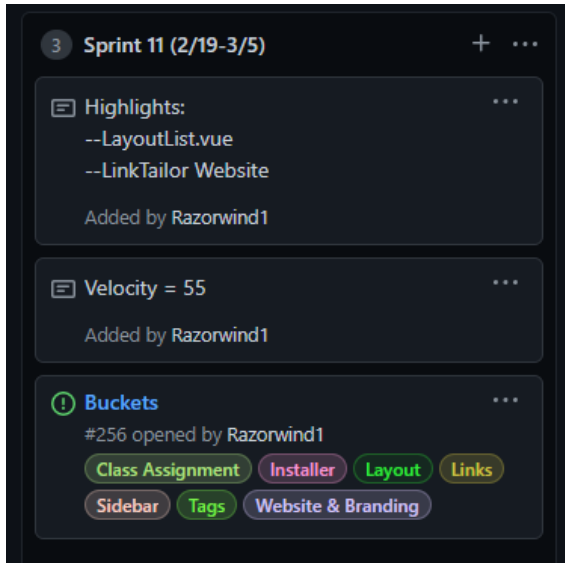 3 Sprint 11 (2/19-3/5)
Highlights:
--LayoutList.vue
--LinkTailor Website
Added by Razorwind1
Velocity = 55
Added by Razorwind1
Buckets
#256 opened by Razorwind1
Class Assignment Installer Layout Links
Sidebar Tags Website & Branding